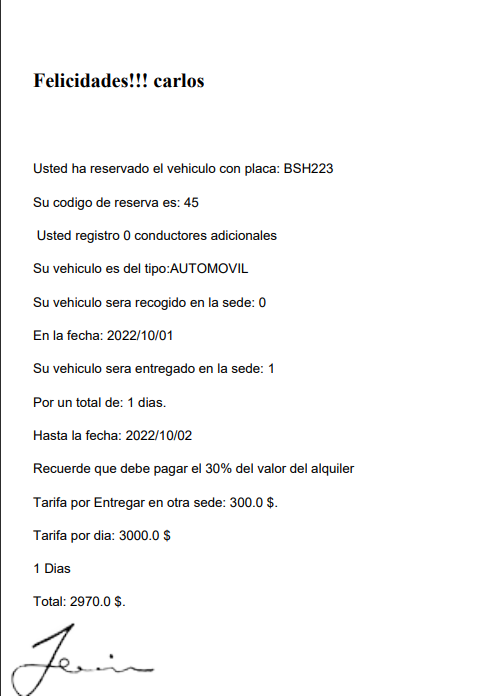 Felicidades!!! carlos
Usted ha reservado el vehiculo con placa: BSH223
Su codigo de reserva es: 45
Usted registro 0 conductores adicionales
Su vehiculo es del tipo:AUTOMOVIL
Su vehiculo sera recogido en la sede: 0
En la fecha: 2022/10/01
Su vehiculo sera entregado en la sede: 1
Por un total de: 1 dias.
Hasta la fecha: 2022/10/02
Recuerde que debe pagar el 30% del valor del alquiler
Tarifa por Entregar en otra sede: 300.0 $.
Tarifa por dia: 3000.0 $
1 Dias
Total: 2970.0 $.